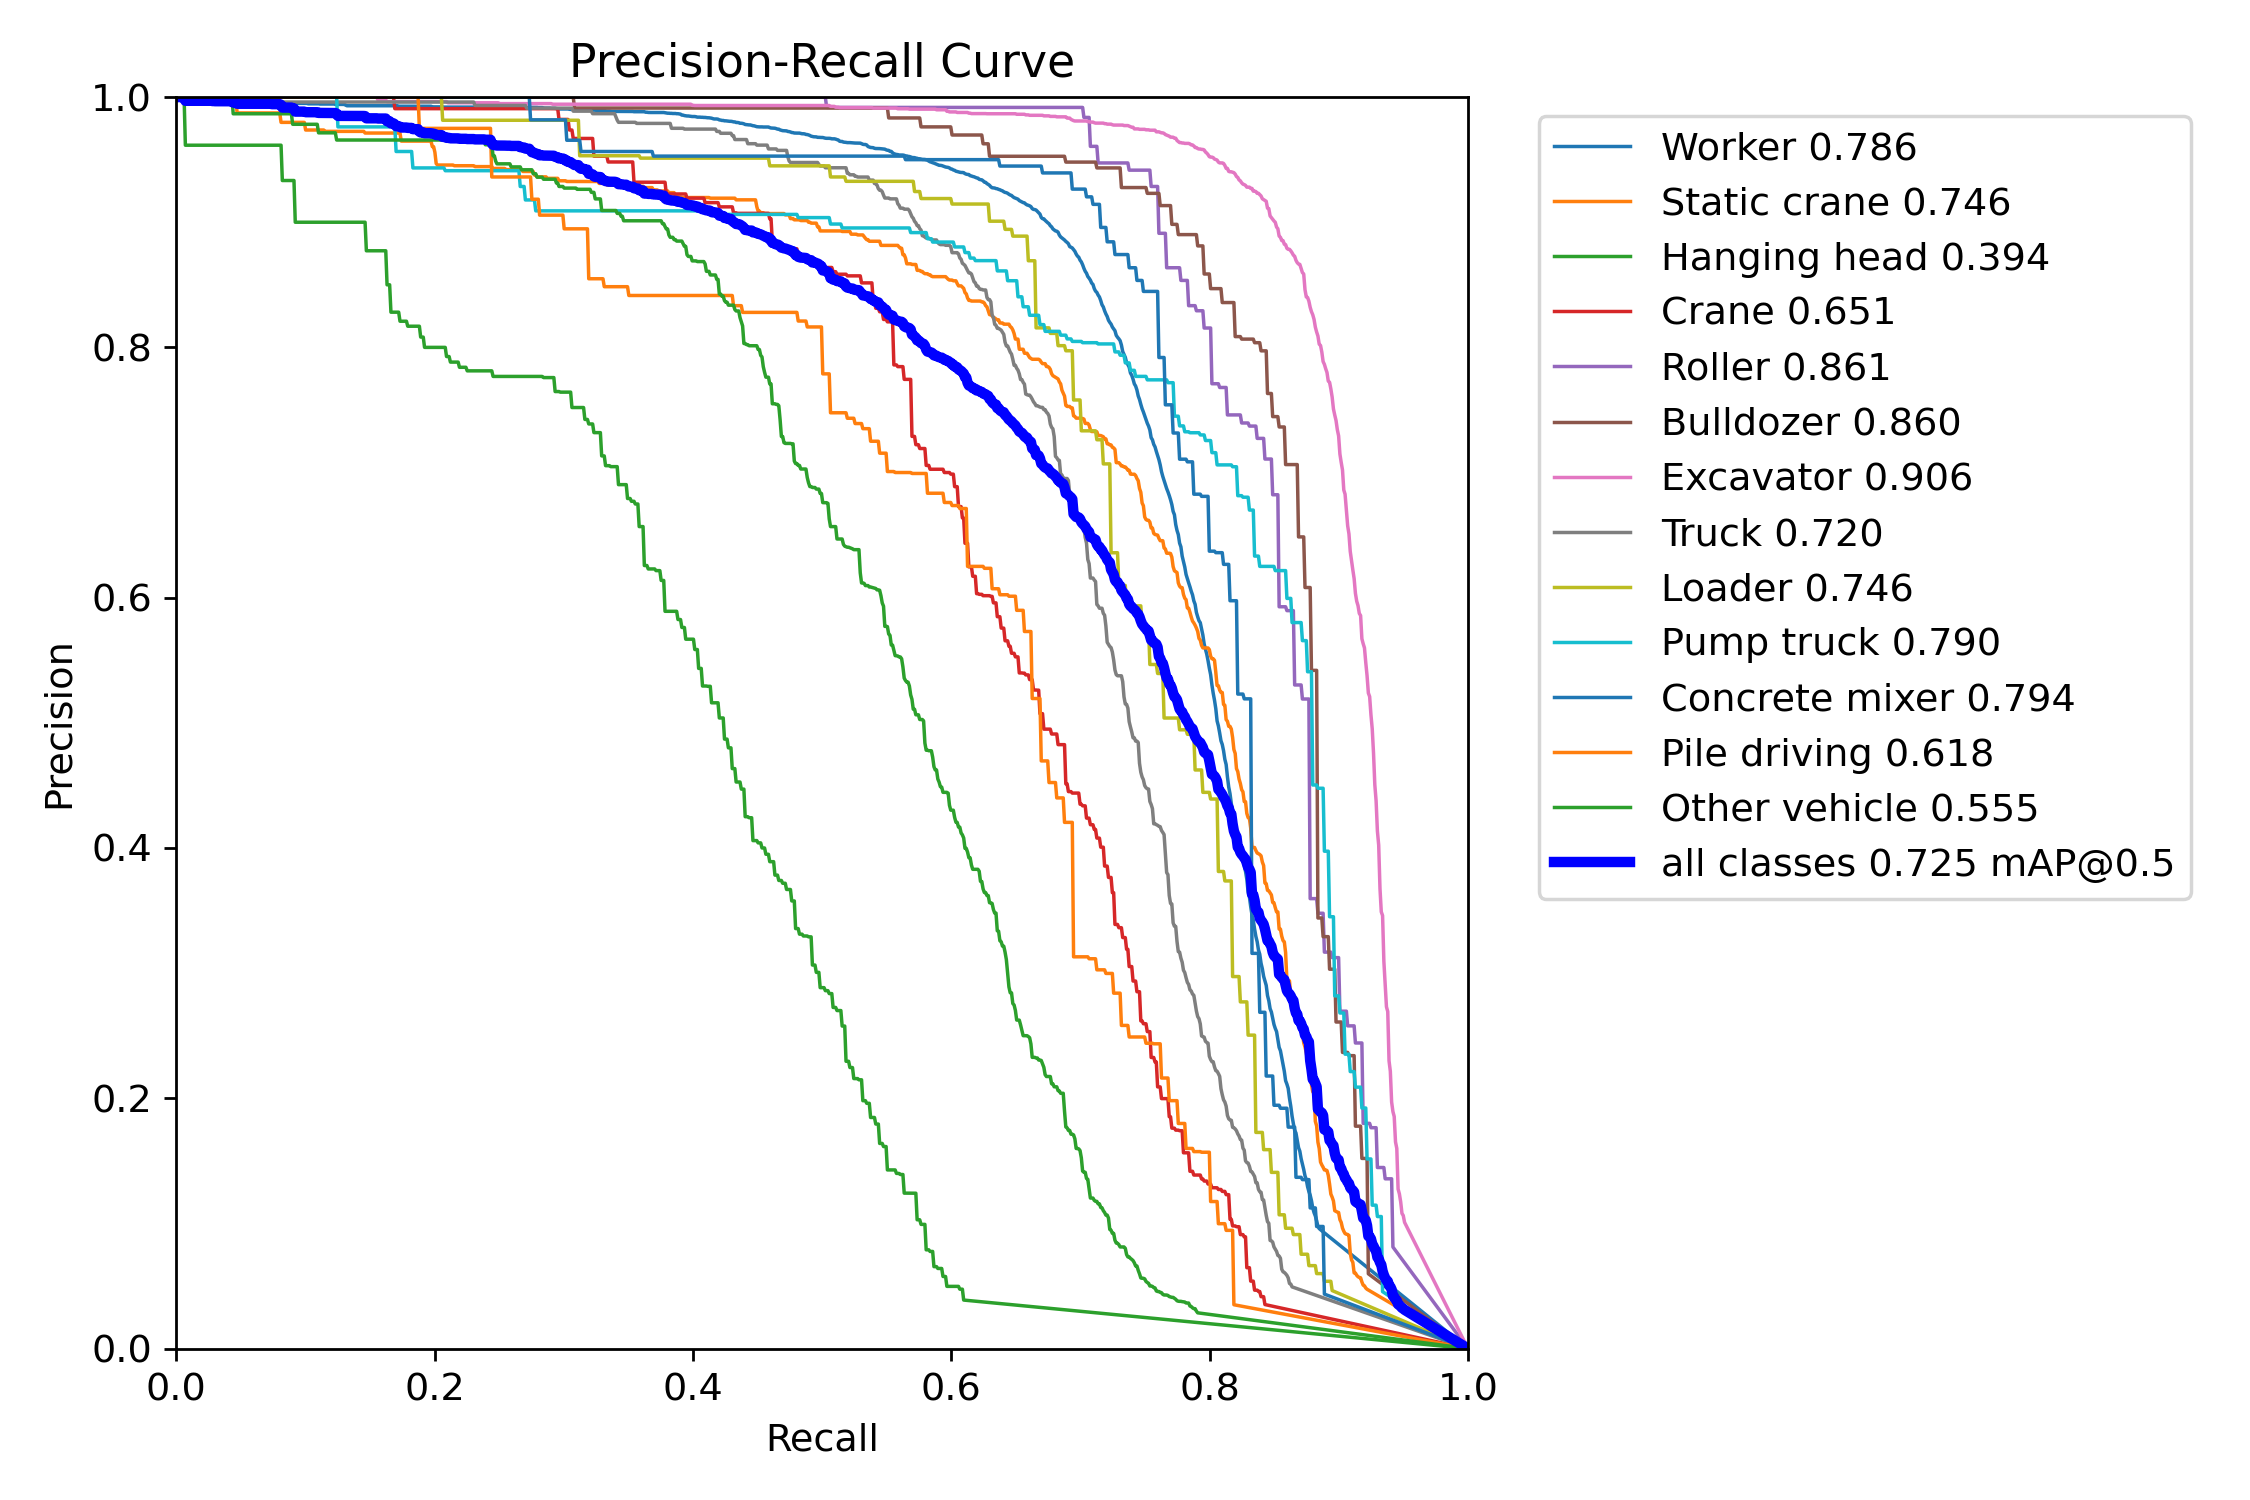 Precision-Recall Curve
1.0
0.8
0.6
0.4
0.2
0.0
Precision
0.0 0.2 0.4 0.6 0.8 1.0
Recall
Worker 0.786
Static crane 0.746
Hanging head 0.394
Crane 0.651
Roller 0.861
Bulldozer 0.860
Excavator 0.906
Truck 0.720
Loader 0.746
Pump truck 0.790
Concrete mixer 0.794
Pile driving 0.618
Other vehicle 0.555
all classes 0.725 mAP@0.5